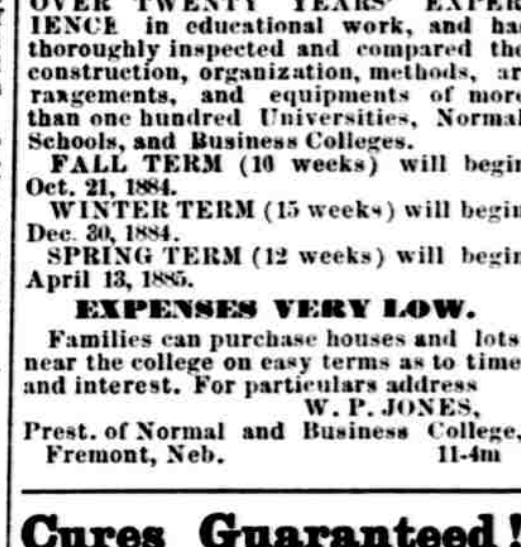 OVER TWENTY YEARS' EXPER
IENCE in educational work, and has
thoroughly inspected and compared the
construction, organization, methods, ar
rangements, and equipments of more
than one hundred Universities, Normal
Schools, and Business Colleges.
FALL TERM (10 weeks) will begin
Oct. 21, 1884.
WINTER TERM (15 weeks) will begin
Dec. 30, 1884.
SPRING TERM (12 weeks) will begin
April 13, 1885.
EXPENSES VERY LOW.
Families can purchase houses and lots
near the college on easy terms as to time
and interest. For particulars address
W. P. JONES,
Prest. of Normal and Business College,
Fremont, Neb. 11-4m
Cures Guaranteed!